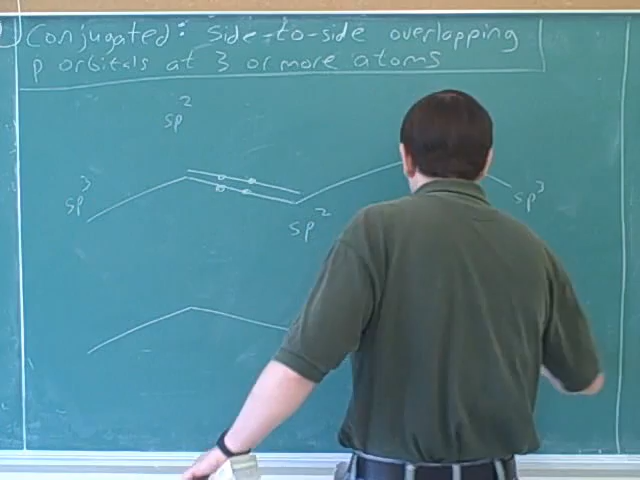 Conjugated: Side-to-side overlapping
p orbitals at 3 or more atoms
sp²
sp³
sp³
sp²